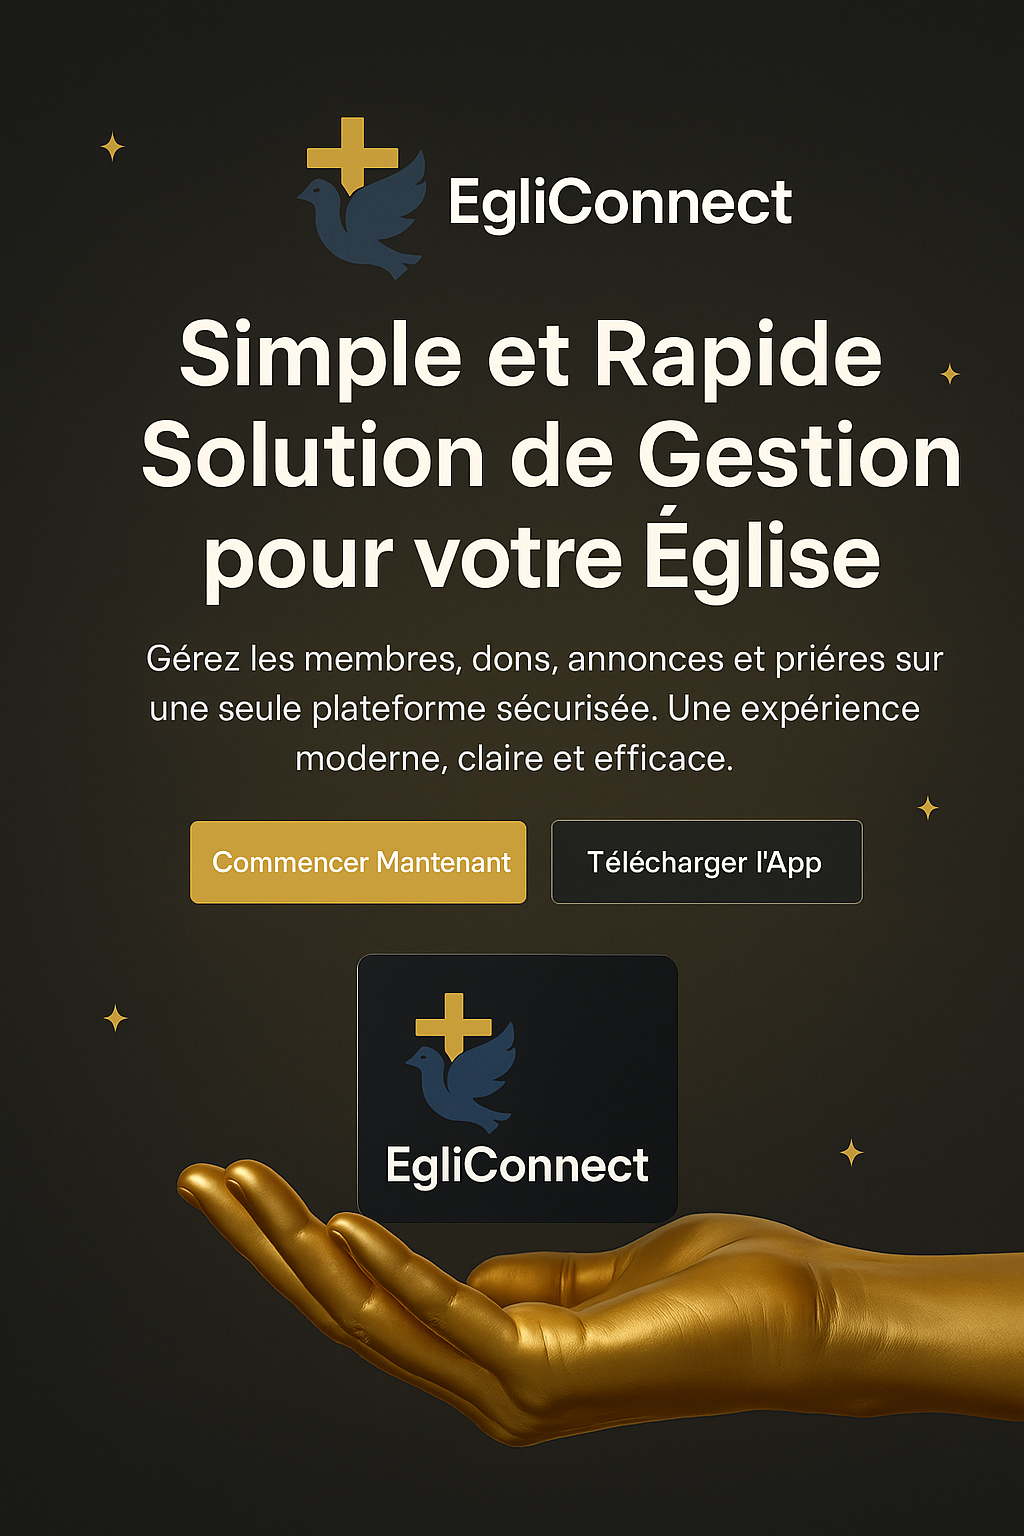 EgliConnect
Simple et Rapide
Solution de Gestion
pour votre Église
Gérez les membres, dons, annonces et priéres sur
une seule plateforme sécurisée. Une expérience
moderne, claire et efficace.
Commencer Mantenant
Télécharger l'App
EgliConnect